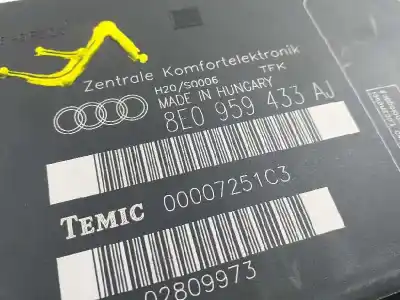 Zentrale Komfortelektronik
H20/S0006 TFK
MADE IN HUNGARY
8E0 959 433 AJ
TEMIC 00007251C3
02809973